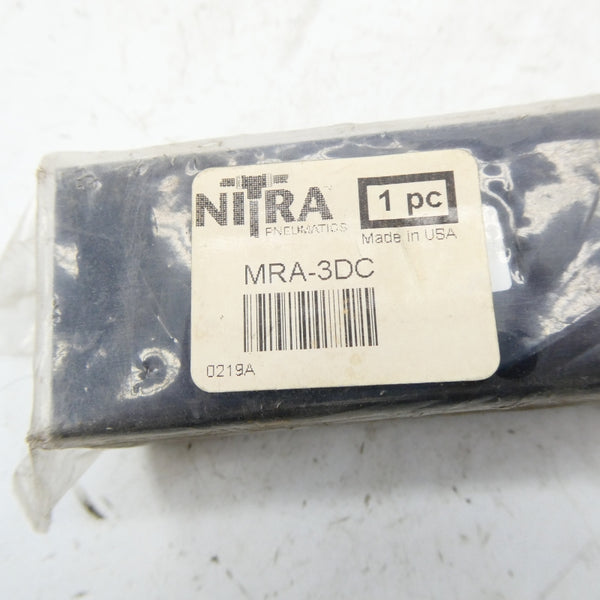 NITRA
PNEUMATICS
1 pc
Made in USA
MRA-3DC
0219A